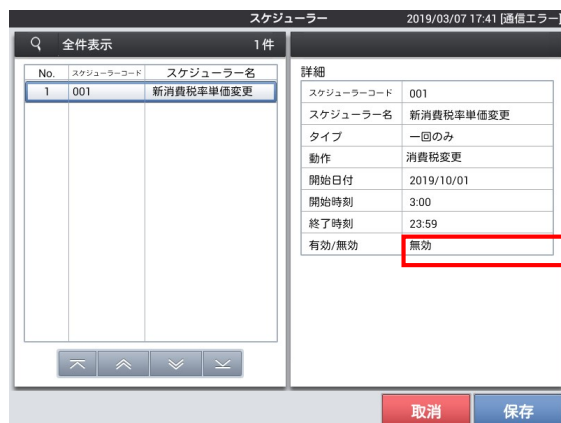 スケジューラー 2019/03/07 17:41 [通信エラー]
全件表示 1件
No. スケジューラーコード スケジューラー名
1 001 新消費税率単価変更
詳細
スケジューラーコード 001
スケジューラー名 新消費税率単価変更
タイプ 一回のみ
動作 消費税変更
開始日付 2019/10/01
開始時刻 3:00
終了時刻 23:59
有効/無効 無効
取消 保存